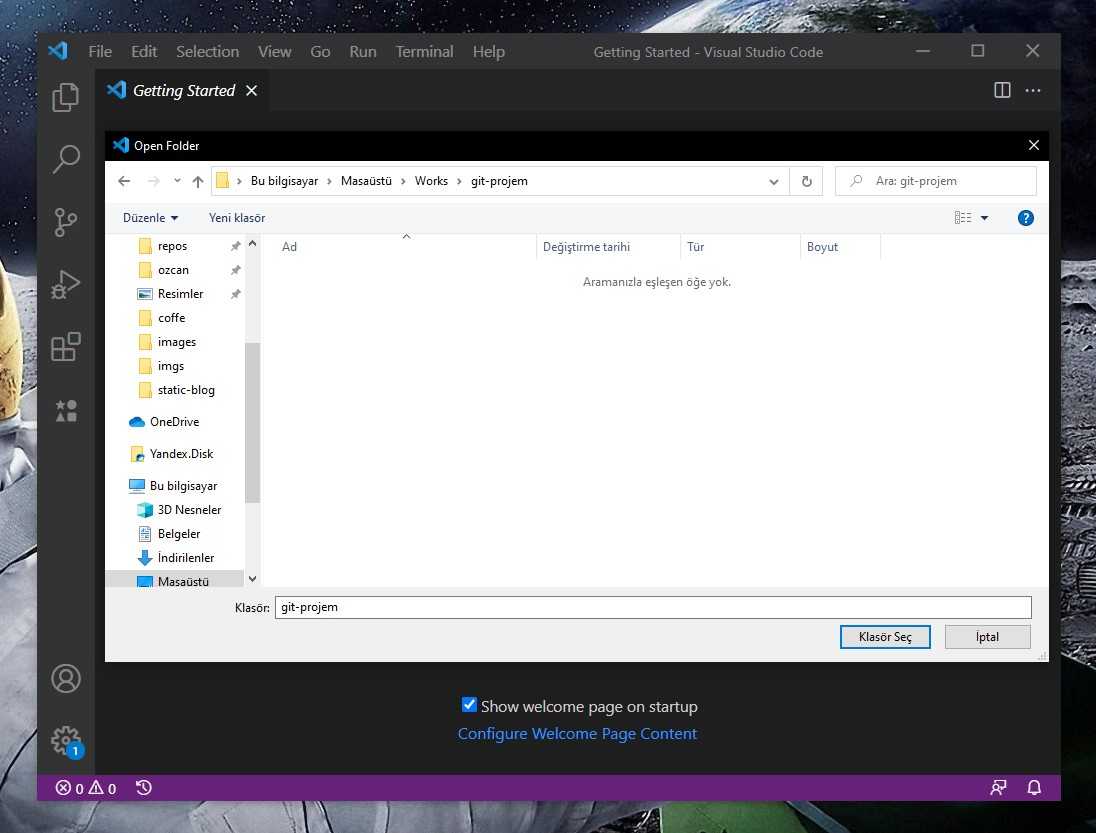 File Edit Selection View Go Run Terminal Help Getting Started - Visual Studio Code
Getting Started
Open Folder
Bu bilgisayar Masaüstü Works git-projem Ara: git-projem
Düzenle Yeni klasör
Ad Değiştirme tarihi Tür Boyut
Aramanızla eşleşen öğe yok.
repos
ozcan
Resimler
coffe
images
imgs
static-blog
OneDrive
Yandex.Disk
Bu bilgisayar
3D Nesneler
Belgeler
İndirilenler
Masaüstü
Klasör: git-projem
Klasör Seç İptal
Show welcome page on startup
Configure Welcome Page Content
1
0 0